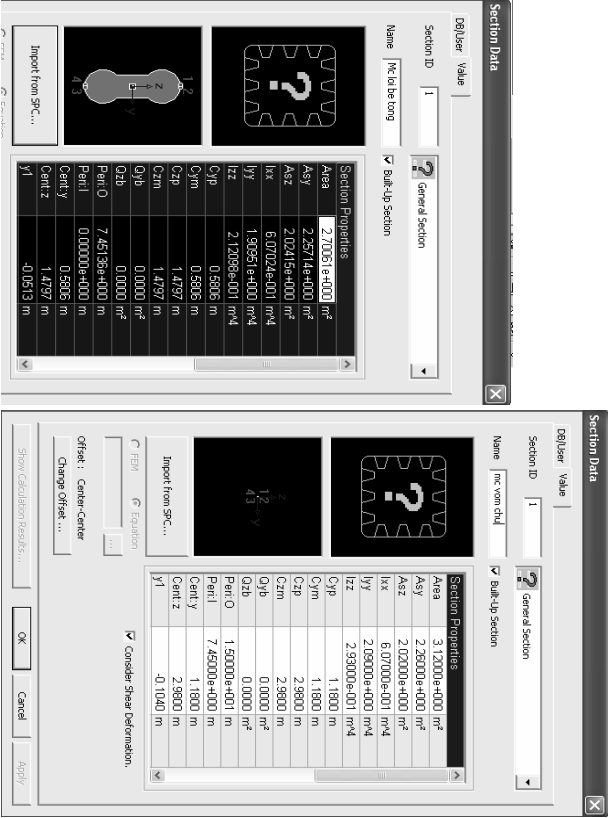 Section Data
DB/User Value
Section ID 1
General Section
Name Mc loi be tong
Built-Up Section
Section Properties
Area 2.70061e+000 m²
Asy 2.25714e+000 m²
Asz 2.02415e+000 m²
Ixx 6.07024e-001 m^4
Iyy 1.90951e+000 m^4
Izz 2.12098e-001 m^4
Cyp 0.5806 m
Cym 0.5806 m
Czp 1.4797 m
Czm 1.4797 m
Qyb 0.0000 m²
Qzb 0.0000 m²
Peri:O 7.45136e+000 m
Peri:I 0.00000e+000 m
Cent:y 0.5806 m
Cent:z 1.4797 m
y1 -0.0513 m
1 2
z
y
4 3
Import from SPC...
FEM Equation
Section Data
DB/User Value
Section ID 1
General Section
Name mc vom chu
Built-Up Section
Section Properties
Area 3.12000e+000 m²
Asy 2.26000e+000 m²
Asz 2.02000e+000 m²
Ixx 6.07000e-001 m^4
Iyy 2.09000e+000 m^4
Izz 2.93000e-001 m^4
Cyp 1.1800 m
Cym 1.1800 m
Czp 2.9800 m
Czm 2.9800 m
Qyb 0.0000 m²
Qzb 0.0000 m²
Peri:O 1.50000e+001 m
Peri:I 7.45000e+000 m
Cent:y 1.1800 m
Cent:z 2.9800 m
y1 -0.1040 m
z
12
43 y
Import from SPC...
FEM Equation
...
Consider Shear Deformation.
Offset : Center-Center
Change Offset ...
Show Calculation Results... OK Cancel Apply